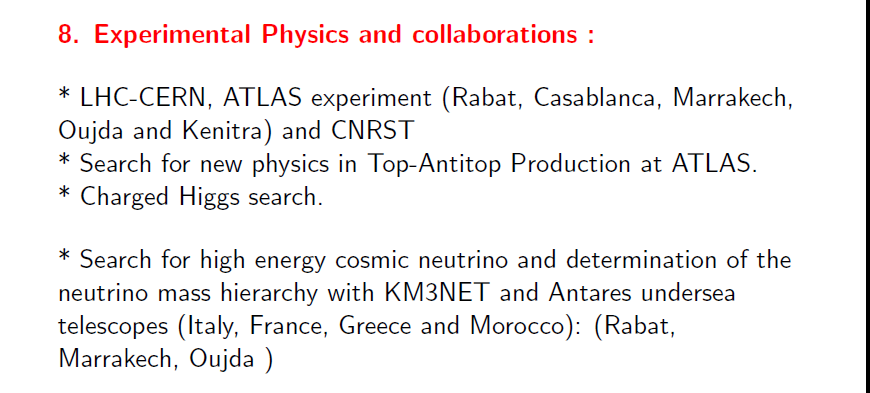 8. Experimental Physics and collaborations :
* LHC-CERN, ATLAS experiment (Rabat, Casablanca, Marrakech,
Oujda and Kenitra) and CNRST
* Search for new physics in Top-Antitop Production at ATLAS.
* Charged Higgs search.
* Search for high energy cosmic neutrino and determination of the
neutrino mass hierarchy with KM3NET and Antares undersea
telescopes (Italy, France, Greece and Morocco): (Rabat,
Marrakech, Oujda )